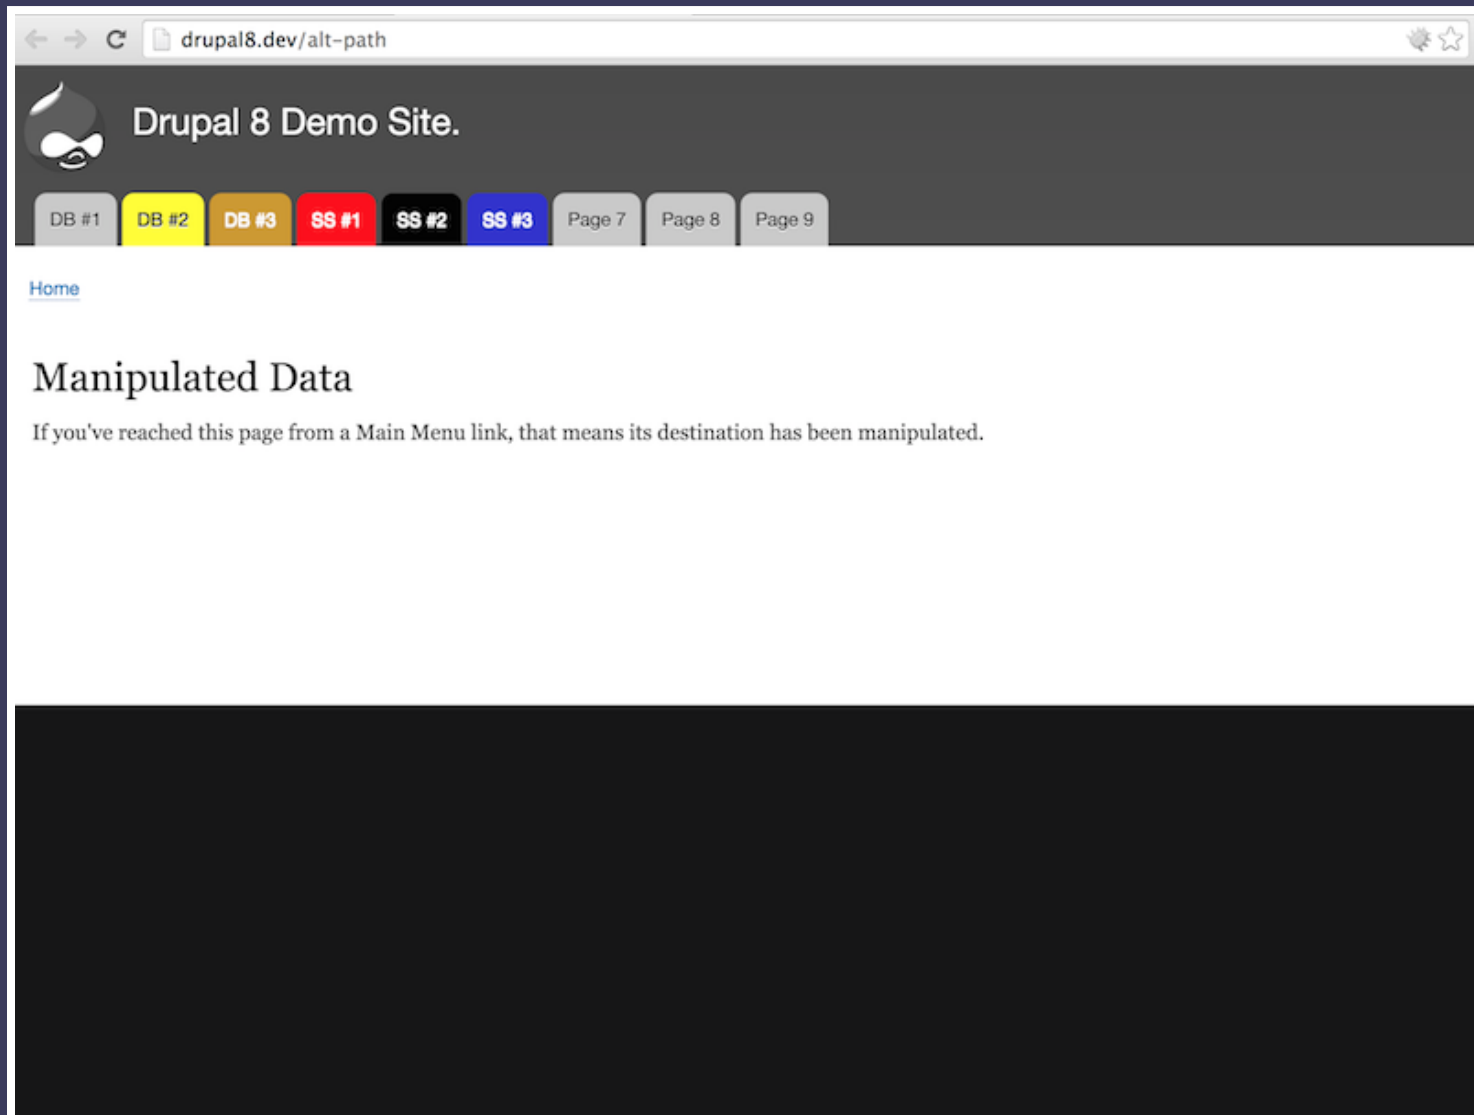 drupal8.dev/alt-path
Drupal 8 Demo Site.
DB #1 DB #2 DB #3 SS #1 SS #2 SS #3 Page 7 Page 8 Page 9
Home
Manipulated Data
If you've reached this page from a Main Menu link, that means its destination has been manipulated.